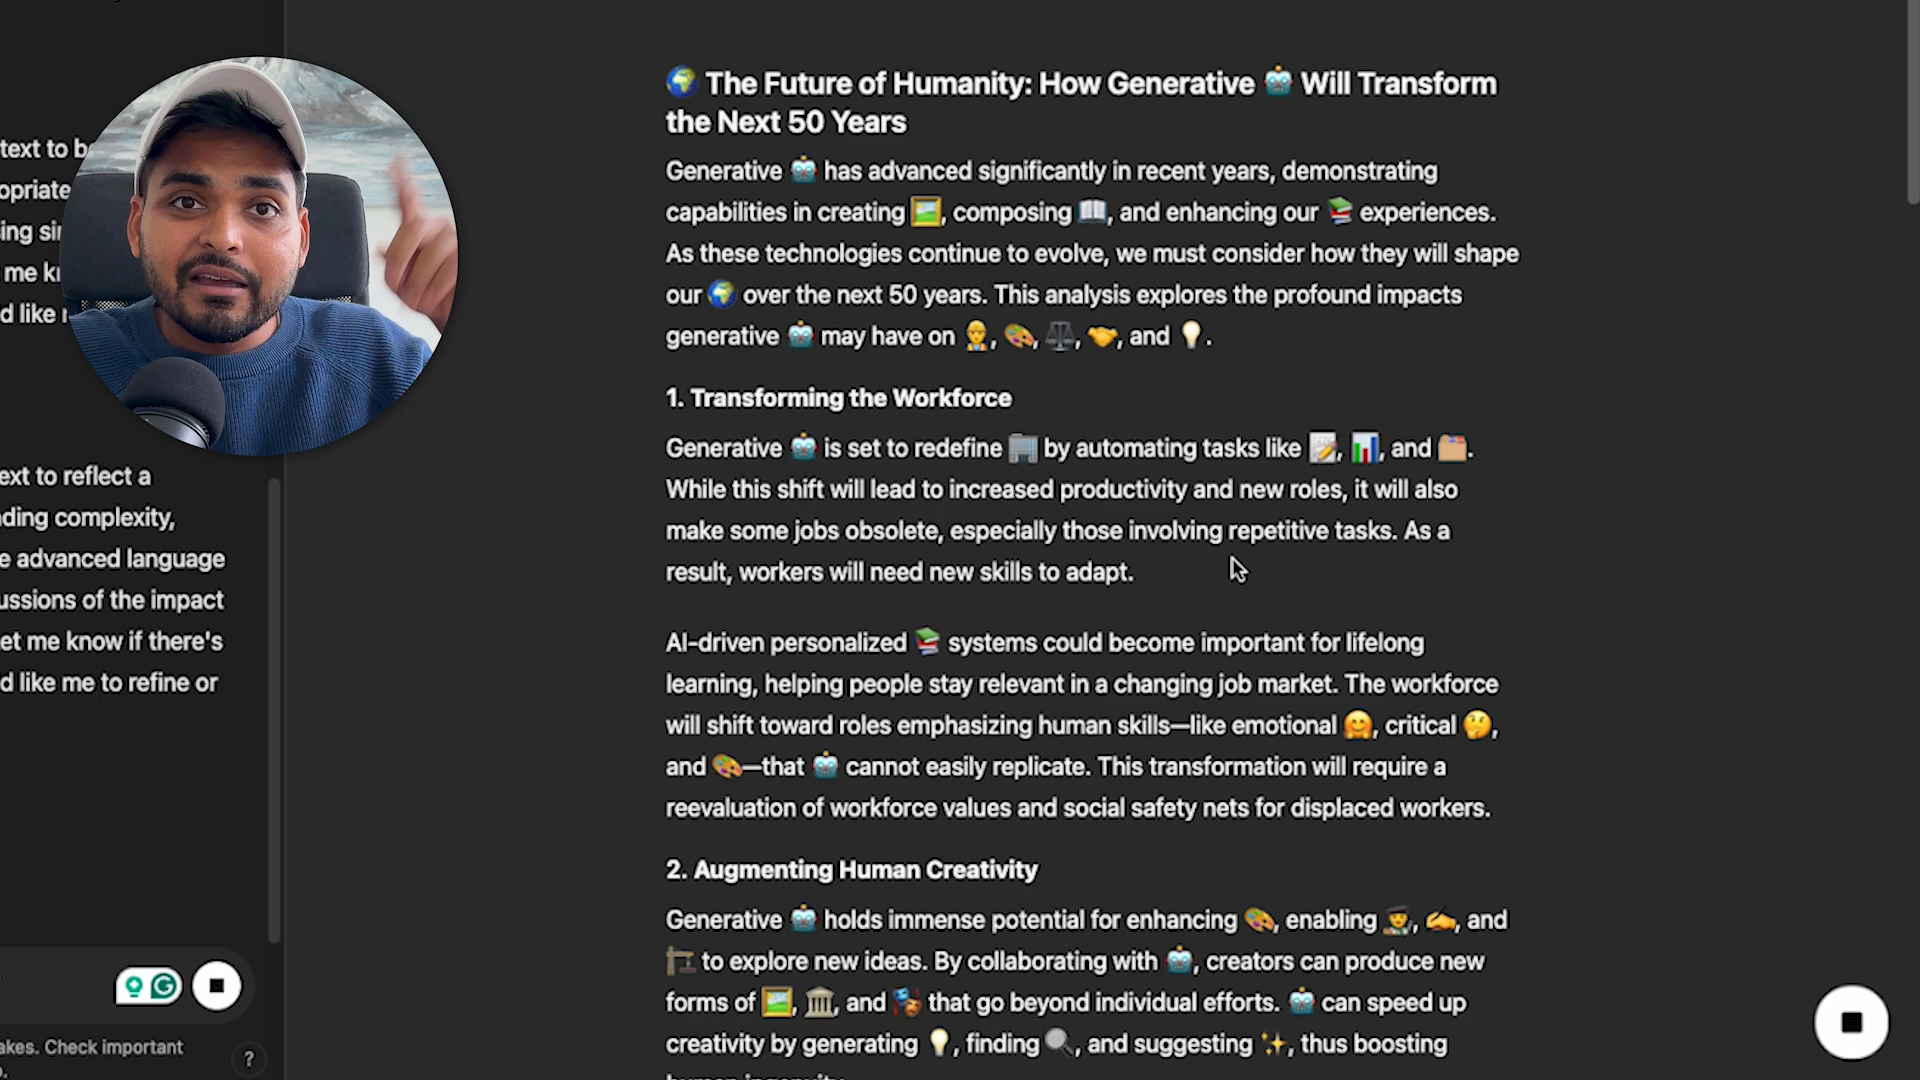 text to b
opriate
sing si
me k
d like
ext to reflect a
ding complexity,
e advanced language
ussions of the impact
et me know if there's
d like me to refine or
akes. Check important
?
🌍 The Future of Humanity: How Generative 🤖 Will Transform
the Next 50 Years
Generative 🤖 has advanced significantly in recent years, demonstrating
capabilities in creating 🖼️, composing 📖, and enhancing our 📚 experiences.
As these technologies continue to evolve, we must consider how they will shape
our 🌍 over the next 50 years. This analysis explores the profound impacts
generative 🤖 may have on 👷, 🎨, ⚖️, 🤝, and 💡.
1. Transforming the Workforce
Generative 🤖 is set to redefine 🏢 by automating tasks like 📝, 📊, and 🗂️.
While this shift will lead to increased productivity and new roles, it will also
make some jobs obsolete, especially those involving repetitive tasks. As a
result, workers will need new skills to adapt.
AI-driven personalized 📚 systems could become important for lifelong
learning, helping people stay relevant in a changing job market. The workforce
will shift toward roles emphasizing human skills—like emotional 🤗, critical 🤔,
and 🎨—that 🤖 cannot easily replicate. This transformation will require a
reevaluation of workforce values and social safety nets for displaced workers.
2. Augmenting Human Creativity
Generative 🤖 holds immense potential for enhancing 🎨, enabling 👨‍🎨, ✍️, and
🏗️ to explore new ideas. By collaborating with 🤖, creators can produce new
forms of 🖼️, 🏛️, and 🎭 that go beyond individual efforts. 🤖 can speed up
creativity by generating 💡, finding 🔍, and suggesting ✨, thus boosting